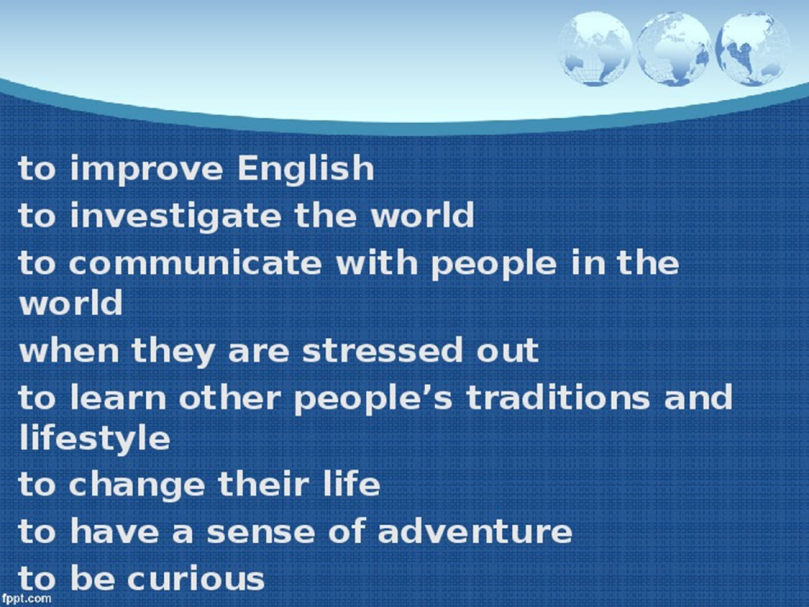 to improve English
to investigate the world
to communicate with people in the
world
when they are stressed out
to learn other people’s traditions and
lifestyle
to change their life
to have a sense of adventure
to be curious
fppt.com